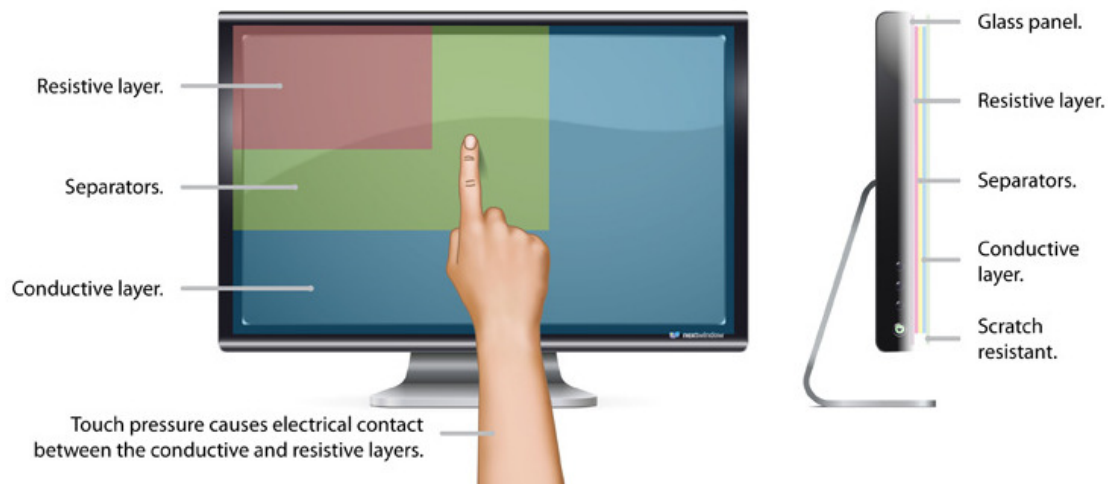 Resistive layer.
Separators.
Conductive layer.
nextwindow
Touch pressure causes electrical contact
between the conductive and resistive layers.
Glass panel.
Resistive layer.
Separators.
Conductive
layer.
Scratch
resistant.